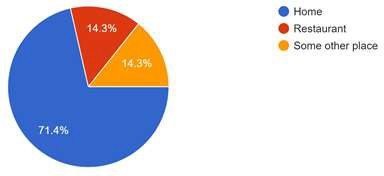 14.3%
14.3%
71.4%
Home
Restaurant
Some other place